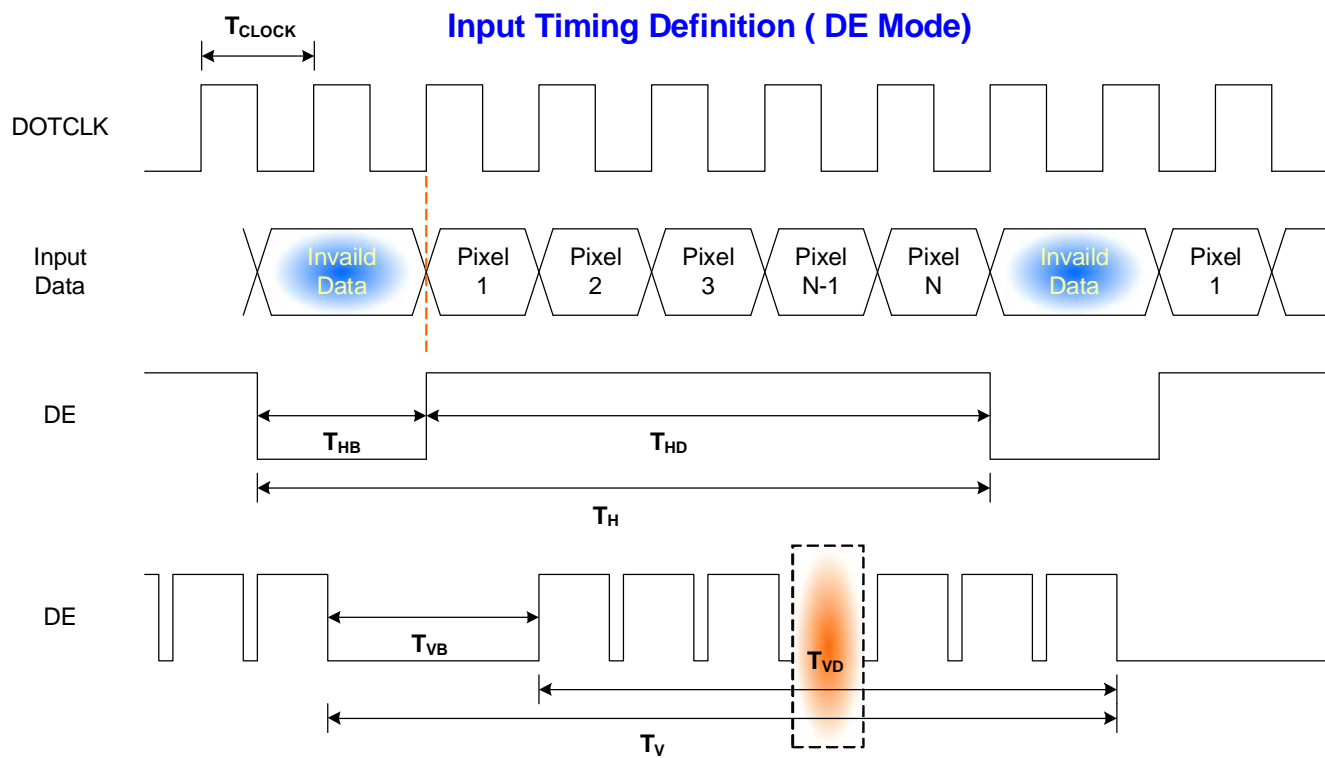 Input Timing Definition ( DE Mode)
TCLOCK
DOTCLK
Input
Data
Invaild
Data
Pixel
1
Pixel
2
Pixel
3
Pixel
N-1
Pixel
N
Invaild
Data
Pixel
1
DE
THB
THD
TH
DE
TVB
TVD
TV